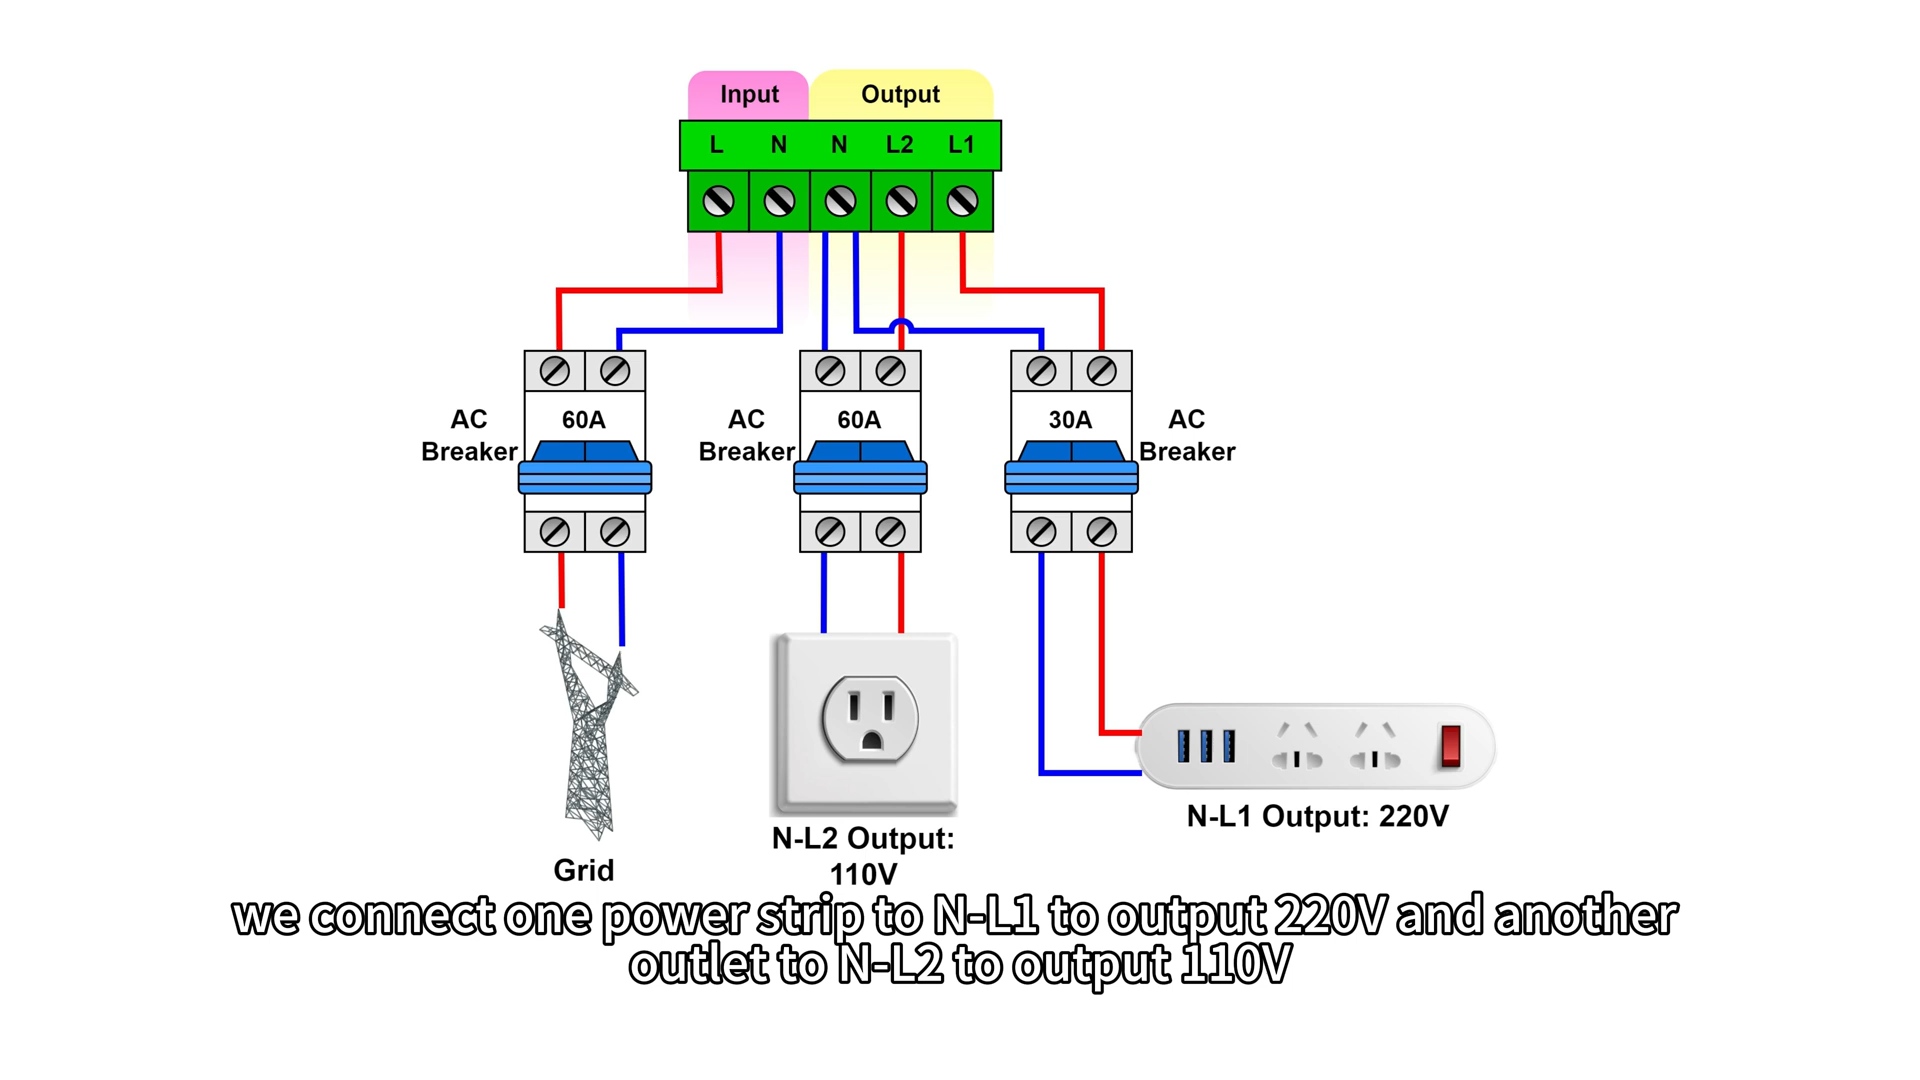 Input
Output
L N N L2 L1
AC
Breaker
60A
AC
Breaker
60A
30A
AC
Breaker
N-L1 Output: 220V
N-L2 Output:
110V
Grid
we connect one power strip to N-L1 to output 220V and another
outlet to N-L2 to output 110V